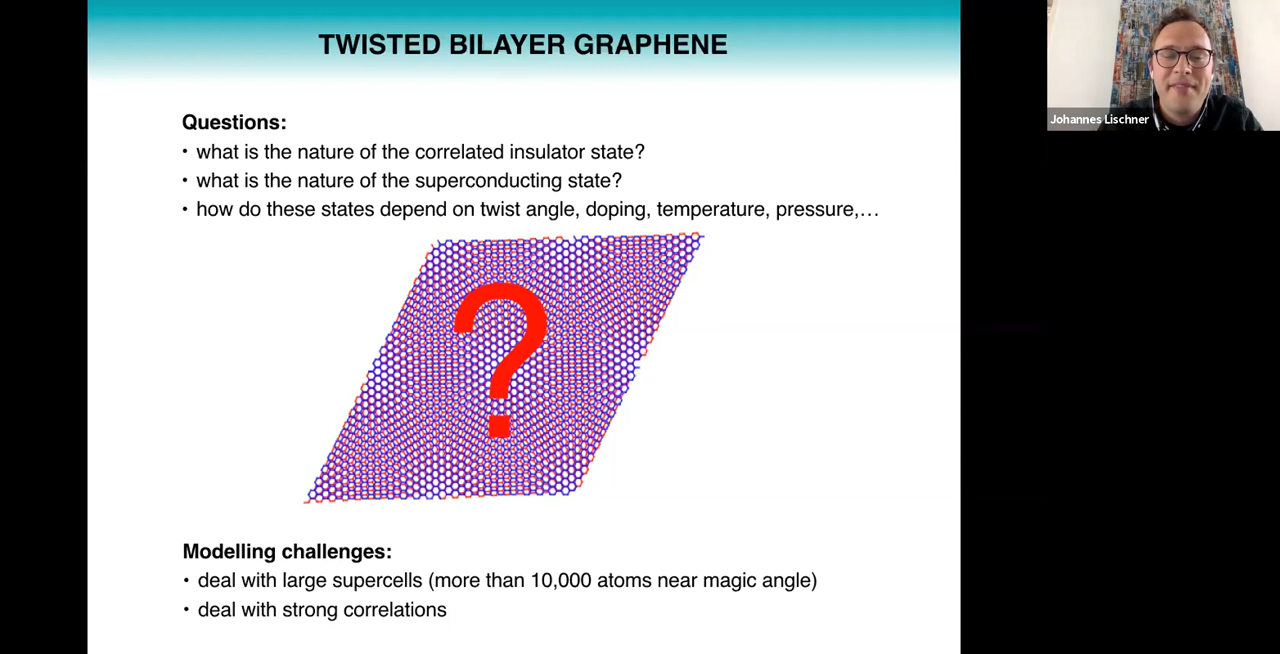 TWISTED BILAYER GRAPHENE
Questions:
• what is the nature of the correlated insulator state?
• what is the nature of the superconducting state?
• how do these states depend on twist angle, doping, temperature, pressure,…
?
Modelling challenges:
• deal with large supercells (more than 10,000 atoms near magic angle)
• deal with strong correlations
Johannes Lischner